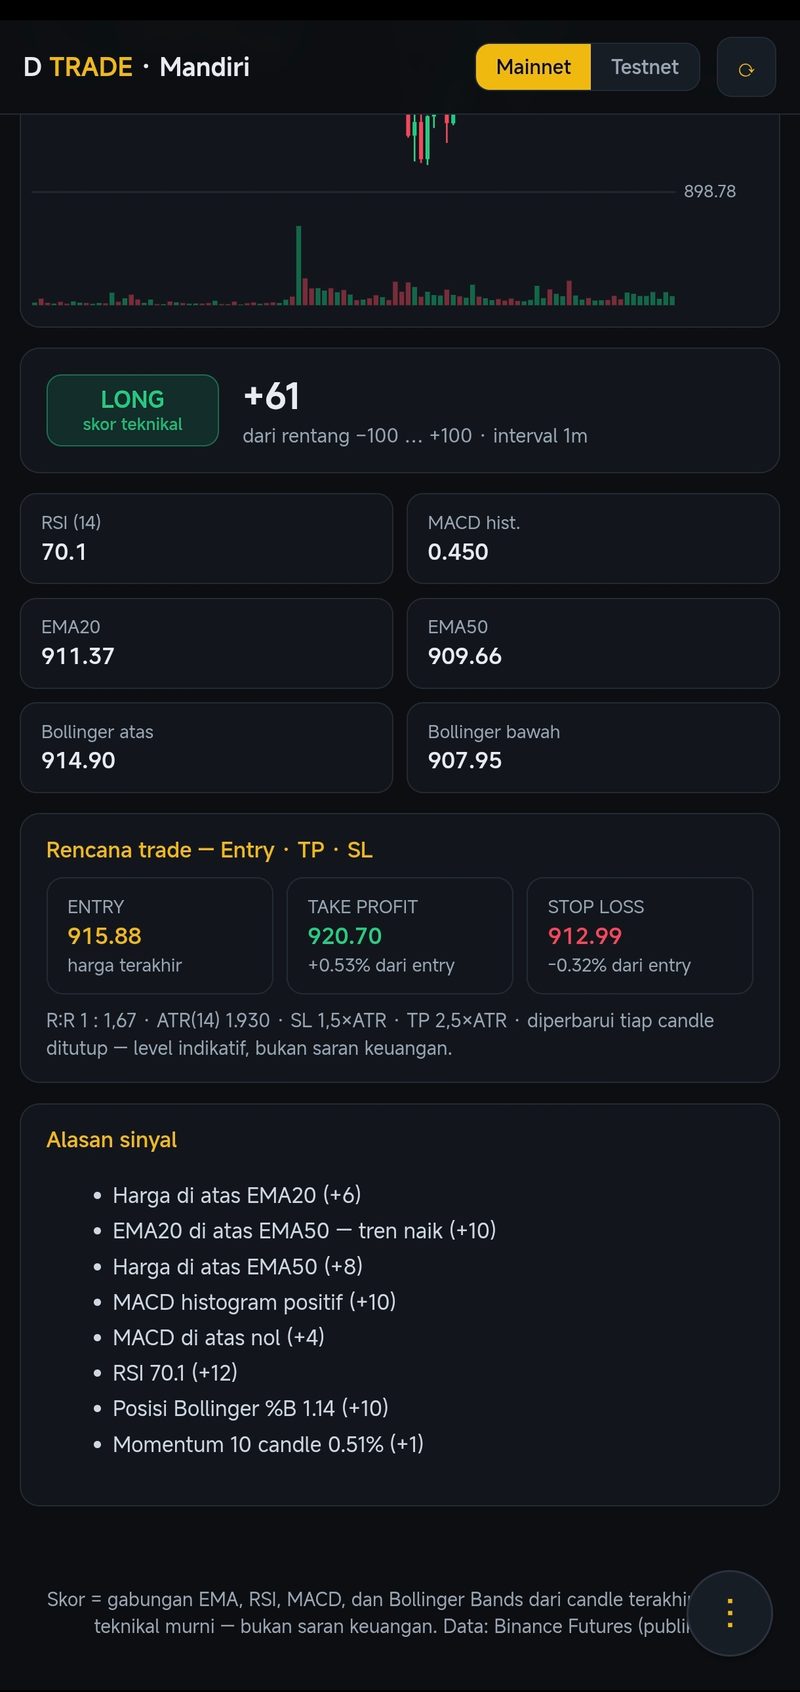 D TRADE · Mandiri
Mainnet
Testnet
898.78
LONG
skor teknikal
+61
dari rentang −100 … +100 · interval 1m
RSI (14)
70.1
MACD hist.
0.450
EMA20
911.37
EMA50
909.66
Bollinger atas
914.90
Bollinger bawah
907.95
Rencana trade — Entry · TP · SL
ENTRY
915.88
harga terakhir
TAKE PROFIT
920.70
+0.53% dari entry
STOP LOSS
912.99
−0.32% dari entry
R:R 1 : 1,67 · ATR(14) 1.930 · SL 1,5×ATR · TP 2,5×ATR · diperbarui tiap candle
ditutup — level indikatif, bukan saran keuangan.
Alasan sinyal
• Harga di atas EMA20 (+6)
• EMA20 di atas EMA50 — tren naik (+10)
• Harga di atas EMA50 (+8)
• MACD histogram positif (+10)
• MACD di atas nol (+4)
• RSI 70.1 (+12)
• Posisi Bollinger %B 1.14 (+10)
• Momentum 10 candle 0.51% (+1)
Skor = gabungan EMA, RSI, MACD, dan Bollinger Bands dari candle
teknikal murni — bukan saran keuangan. Data: Binance Futures